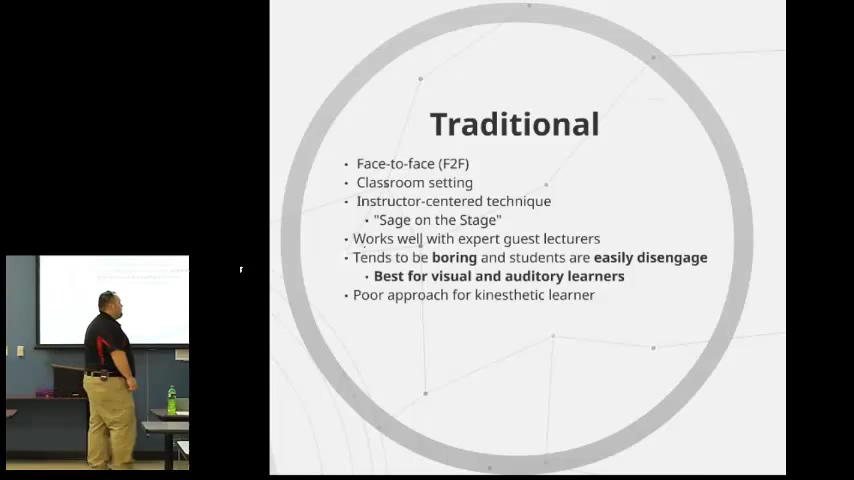 Traditional
• Face-to-face (F2F)
• Classroom setting
• Instructor-centered technique
• "Sage on the Stage"
• Works well with expert guest lecturers
• Tends to be boring and students are easily disengage
• Best for visual and auditory learners
• Poor approach for kinesthetic learner